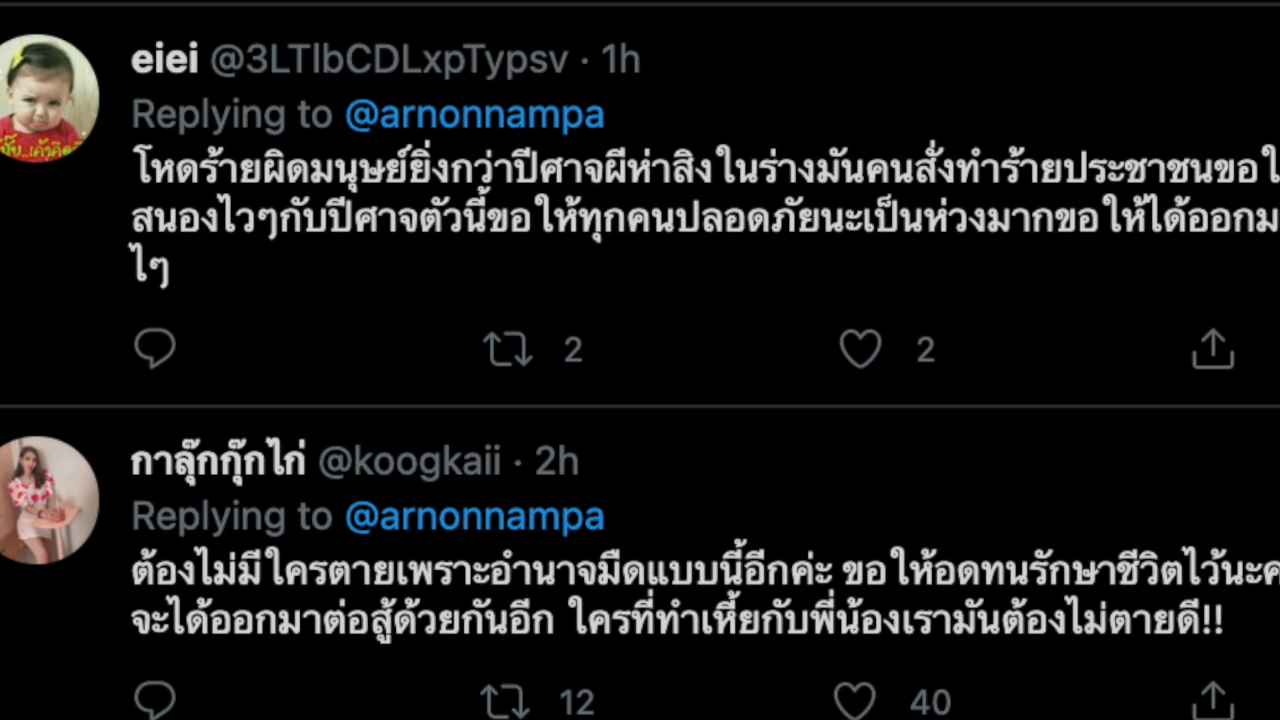 eiei @3LTlbCDLxpTypsv · 1h
Replying to @arnonnampa
โหดร้ายผิดมนุษย์ยิ่งกว่าปีศาจผีห่าสิงในร่างมันคนสั่งทำร้ายประชาชนขอ
สนองไวๆกับปีศาจตัวนี้ขอให้ทุกคนปลอดภัยนะเป็นห่วงมากขอให้ได้ออก
ไๆ
2 2
กาลุ๊กกุ๊กไก่ @koogkaii · 2h
Replying to @arnonnampa
ต้องไม่มีใครตายเพราะอำนาจมืดแบบนี้อีกค่ะ ขอให้อดทนรักษาชีวิตไว้นะ
จะได้ออกมาต่อสู้ด้วยกันอีก ใครที่ทำเหี้ยกับพี่น้องเรามันต้องไม่ตายดี!!
12 40